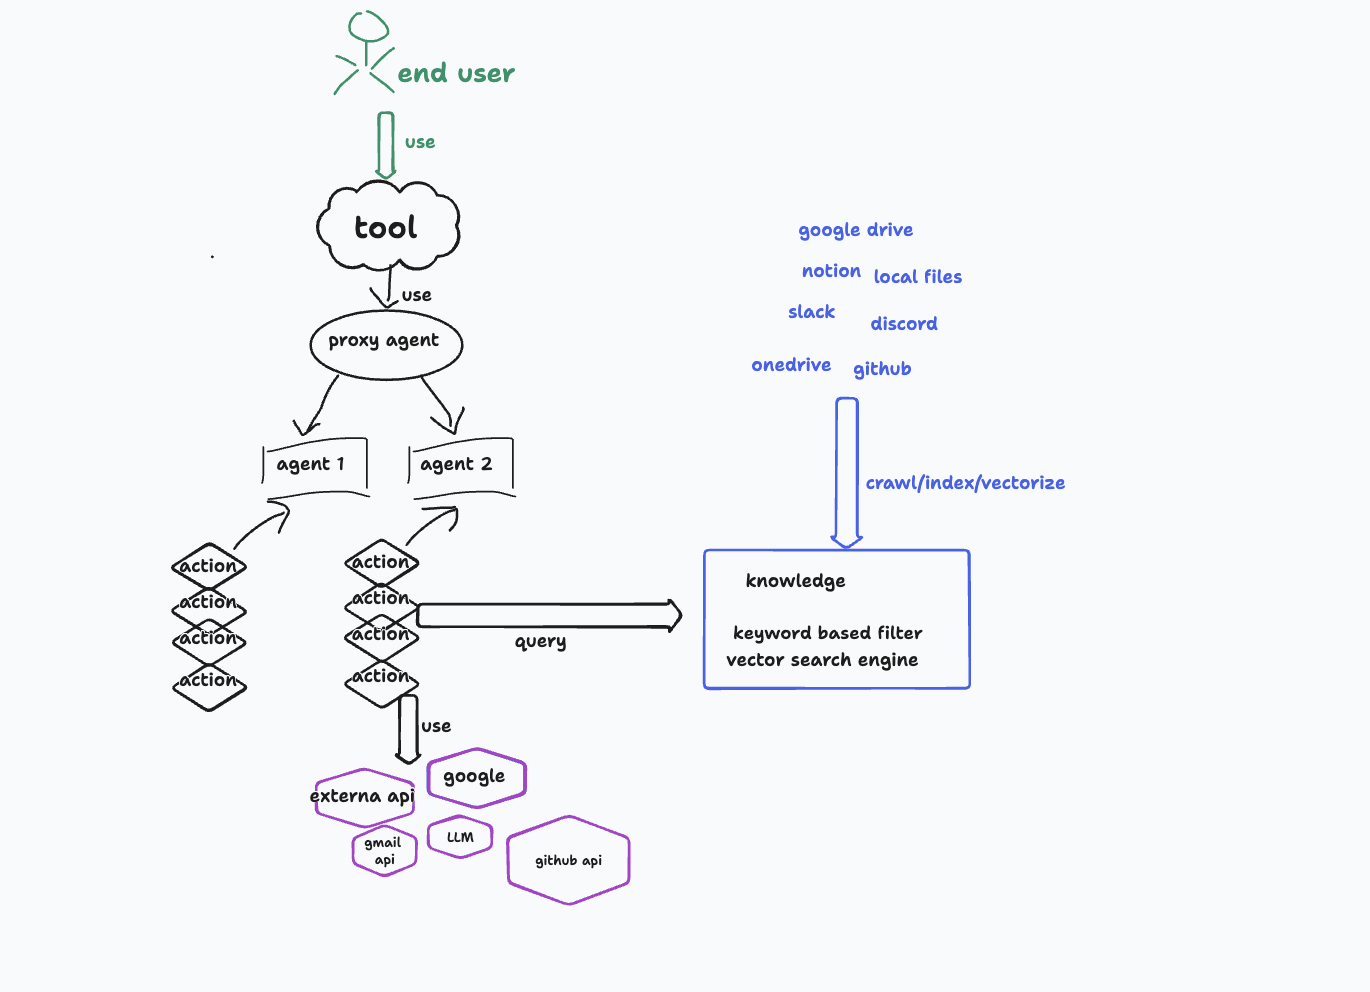 end user
use
tool
use
proxy agent
agent 1
agent 2
action
action
action
action
action
action
action
action
query
use
externa api
google
gmail
api
LLM
github api
google drive
notion
local files
slack
discord
onedrive
github
crawl/index/vectorize
knowledge
keyword based filter
vector search engine